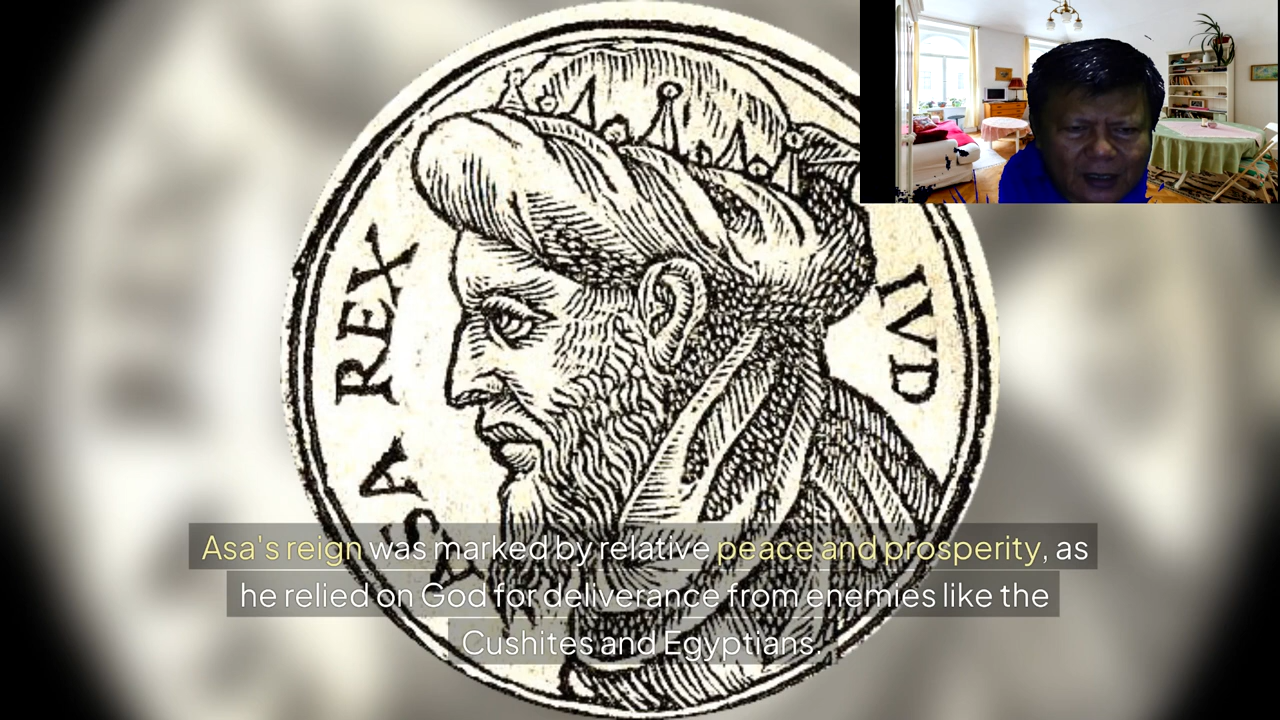 ASA REX
IVD
Asa's reign was marked by relative peace and prosperity, as
he relied on God for deliverance from enemies like the
Cushites and Egyptians.